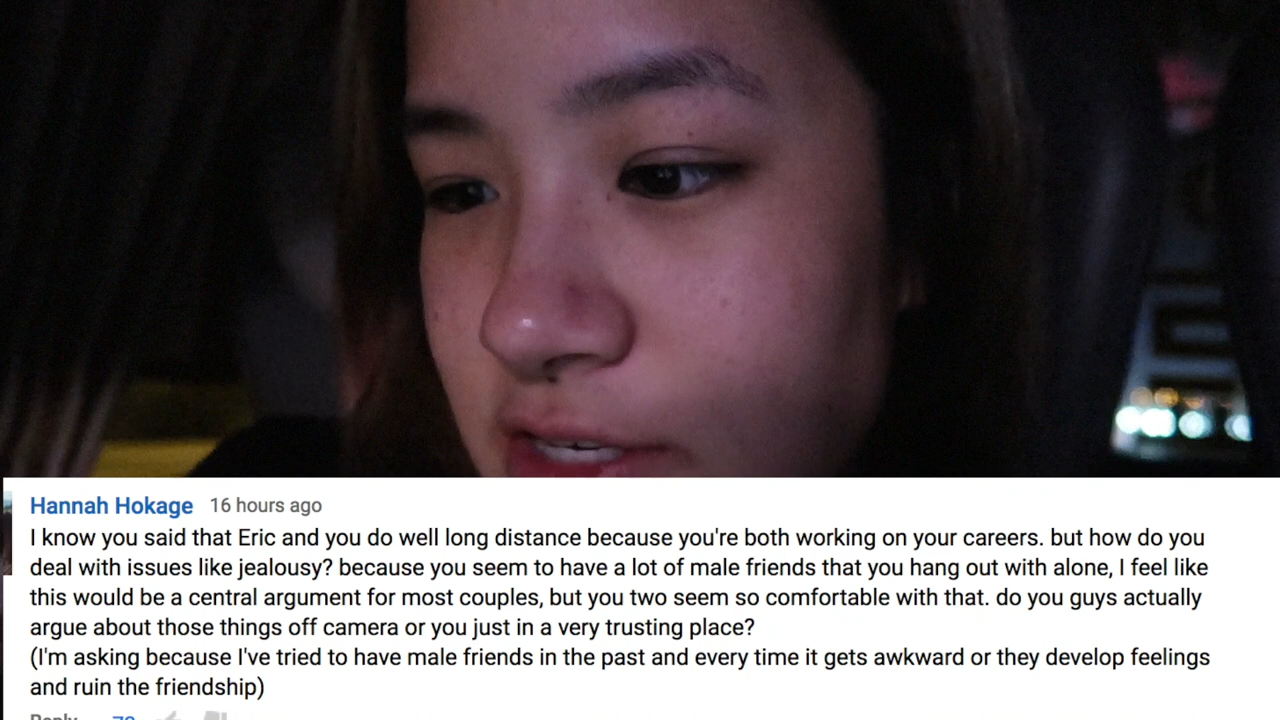 Hannah Hokage 16 hours ago
I know you said that Eric and you do well long distance because you're both working on your careers. but how do you
deal with issues like jealousy? because you seem to have a lot of male friends that you hang out with alone, I feel like
this would be a central argument for most couples, but you two seem so comfortable with that. do you guys actually
argue about those things off camera or you just in a very trusting place?
(I'm asking because I've tried to have male friends in the past and every time it gets awkward or they develop feelings
and ruin the friendship)